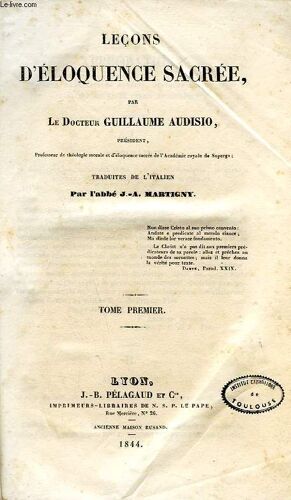 LEÇONS
D'ÉLOQUENCE SACRÉE,
PAR
LE DOCTEUR GUILLAUME AUDISIO,
PRÉSIDENT,
Professeur de théologie morale et d'éloquence sacrée de l'Académie royale de Superga;
TRADUITES DE L'ITALIEN
Par l'abbé J.-A. MARTIGNY.
Non disse Cristo al suo primo convento:
Andate e predicate al mondo ciance;
Ma diede lor verace fondamento.
Le Christ n'a pas dit aux premiers pré-
dicateurs de sa parole: allez et prêchez au
monde des sornettes; mais il leur donna
la vérité pour texte.
DANTE, Parad. XXIX.
TOME PREMIER.
LYON,
J.-B. PÉLAGAUD ET Cie,
IMPRIMEURS-LIBRAIRES DE N. S. P. LE PAPE,
Rue Mercière, No 26.
ANCIENNE MAISON RUSAND.
1844.
INSTITUT CATHOLIQUE
de
TOULOUSE